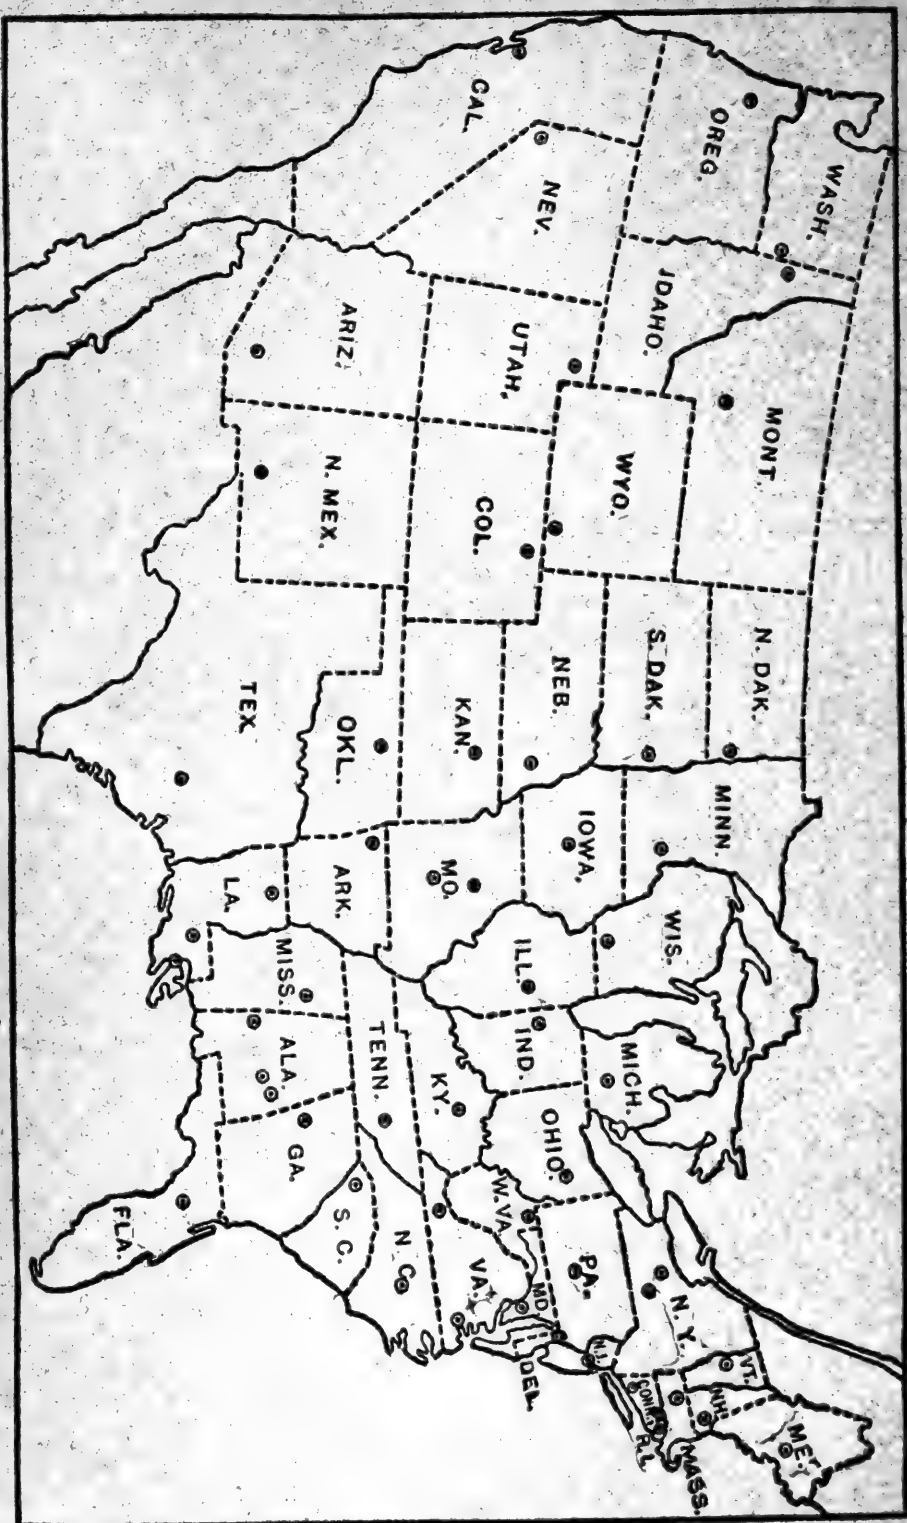 WASH.
OREG.
CAL.
NEV.
IDAHO.
MONT.
WYO.
UTAH,
COL.
ARIZ.
N. MEX.
N. DAK.
S. DAK.
NEB.
KAN.
OKL.
TEX.
MINN.
IOWA.
MO.
ARK.
LA.
WIS.
ILL.
MICH.
IND.
OHIO.
KY.
TENN.
MISS.
ALA.
GA.
FLA.
S. C.
N. C.
VA.
W. VA.
MD.
DEL.
PA.
N.J.
N. Y.
CONN.
R.I.
MASS.
VT.
NH.
ME.